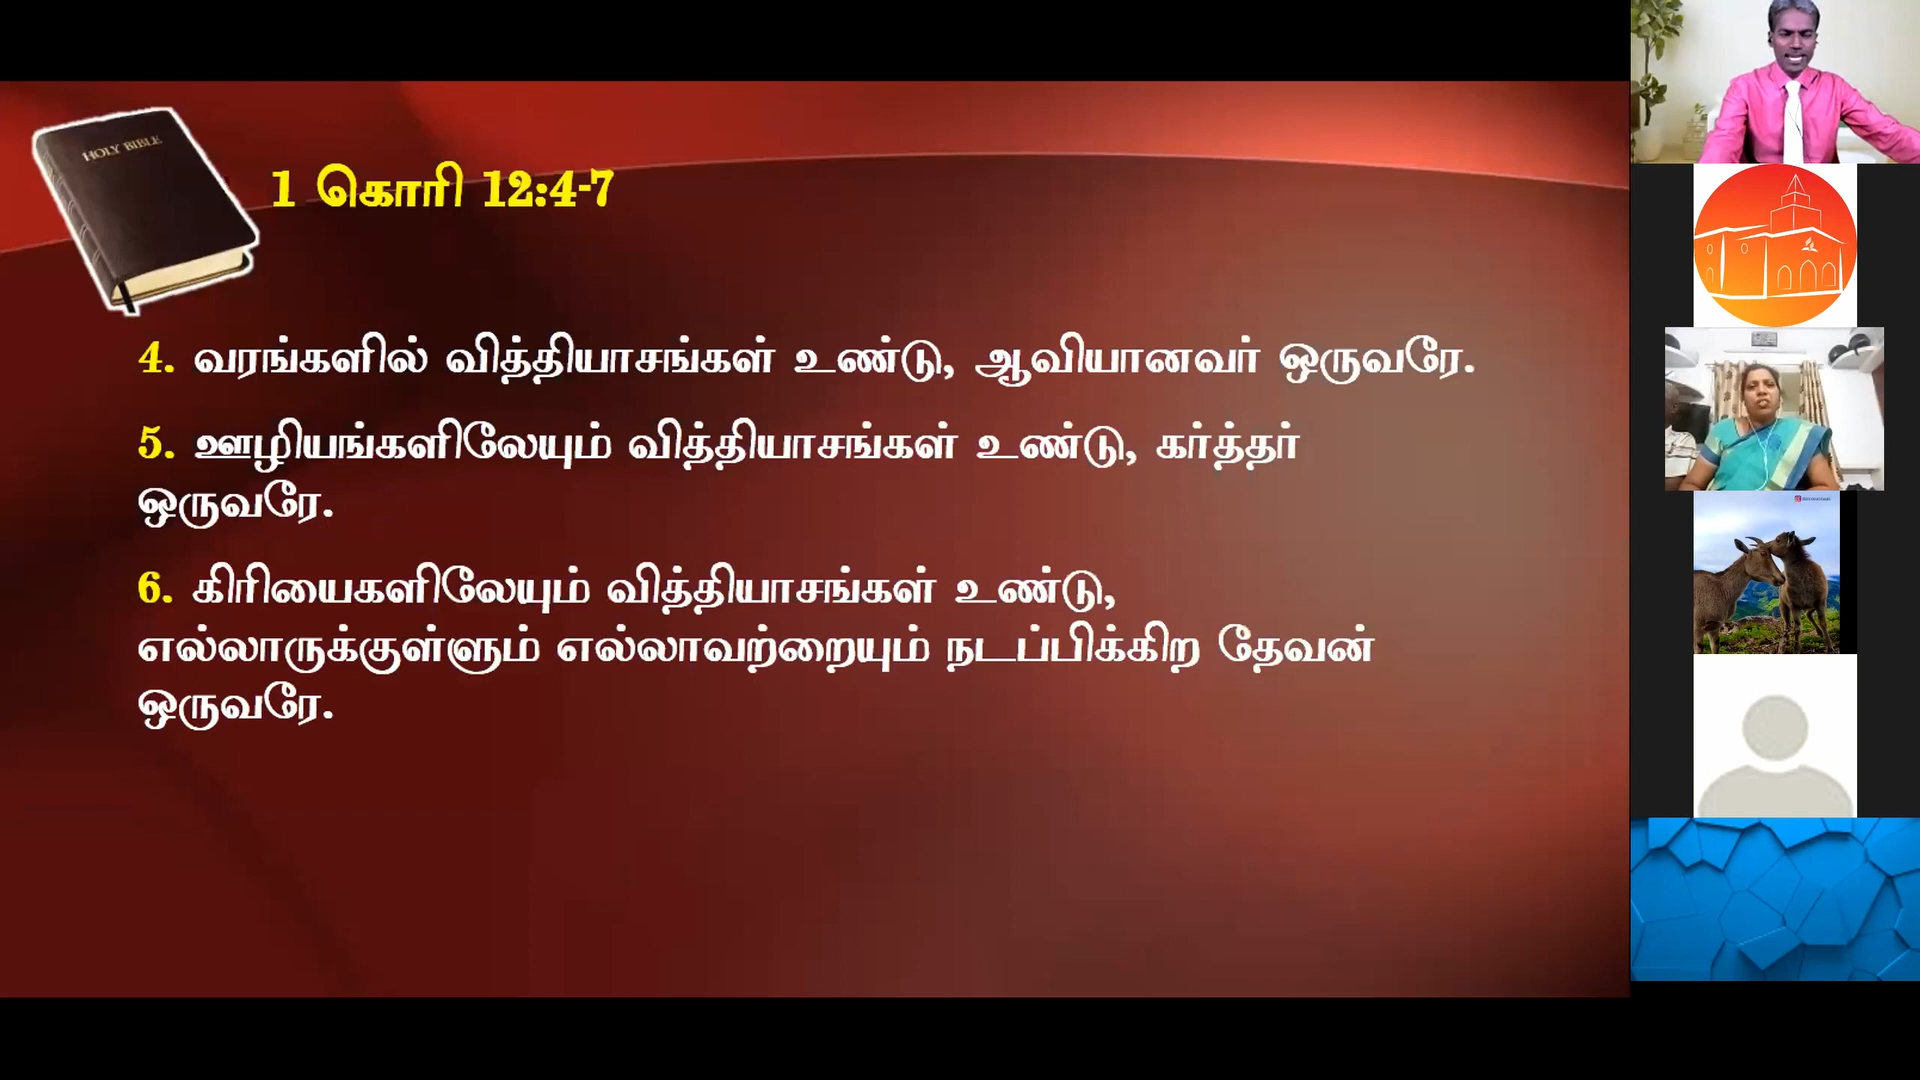 HOLY BIBLE
1 கொரி 12:4-7
4. வரங்களில் வித்தியாசங்கள் உண்டு, ஆவியானவர் ஒருவரே.
5. ஊழியங்களிலேயும் வித்தியாசங்கள் உண்டு, கர்த்தர்
ஒருவரே.
6. கிரியைகளிலேயும் வித்தியாசங்கள் உண்டு,
எல்லாருக்குள்ளும் எல்லாவற்றையும் நடப்பிக்கிற தேவன்
ஒருவரே.